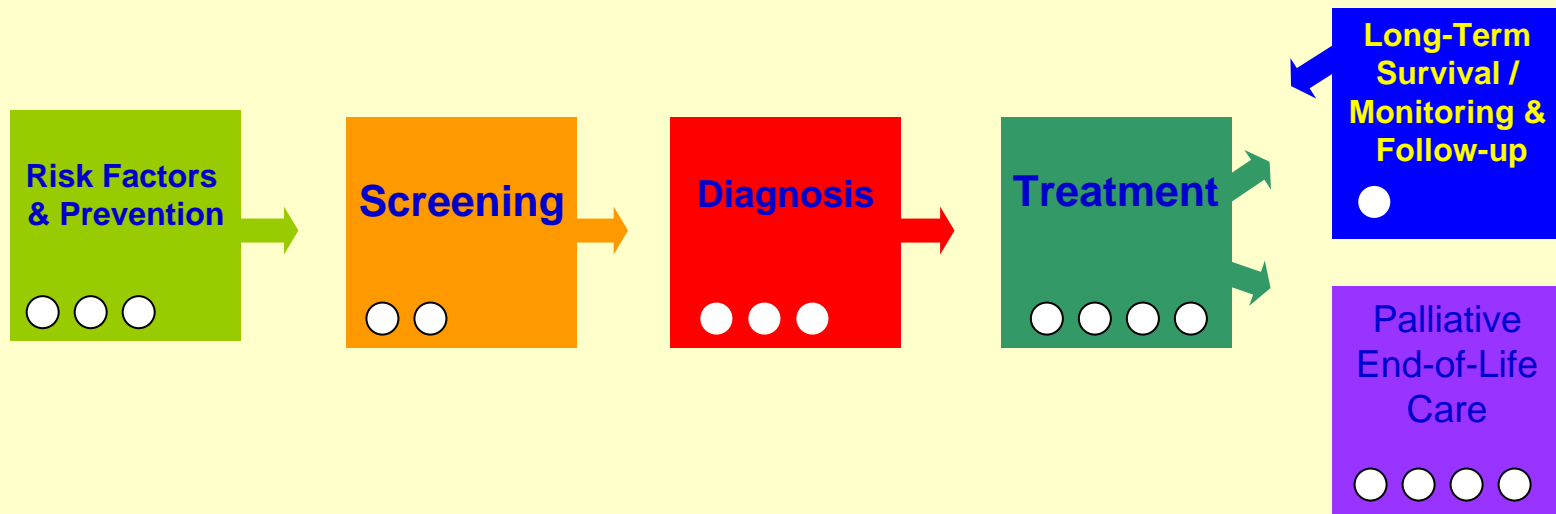 Risk Factors
& Prevention
Screening
Diagnosis
Treatment
Long-Term
Survival /
Monitoring &
Follow-up
Palliative
End-of-Life
Care